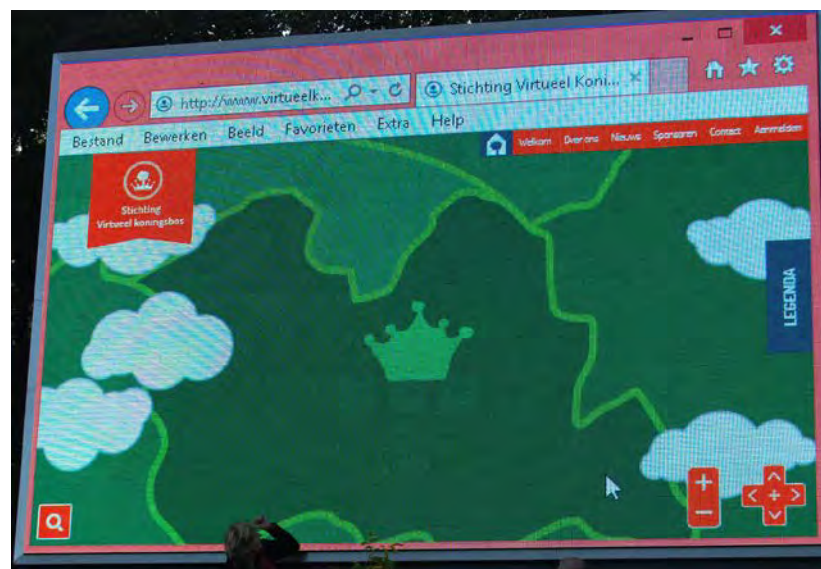 http://www.virtueelk...
Stichting Virtueel Koni...
Bestand Bewerken Beeld Favorieten Extra Help
Welkom Over ons Nieuws Sponsoren Contact Aanmelden
Stichting
Virtueel koningsbos
LEGENDA